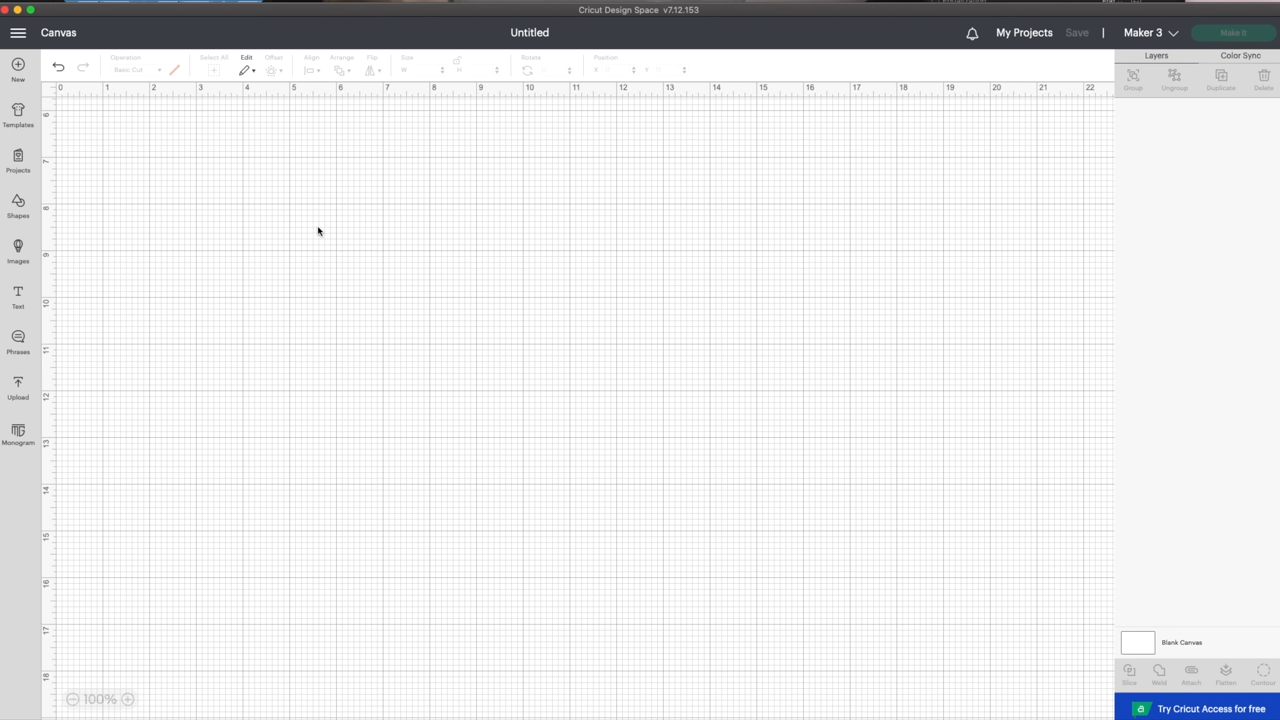 Cricut Design Space v7.12.153
Canvas
Untitled
My Projects
Save
|
Maker 3
Make It
New
Templates
Projects
Shapes
Images
Text
Phrases
Upload
Monogram
Operation
Basic Cut
Select All
Edit
Offset
Align
Arrange
Flip
Size
W
H
Rotate
Position
X
Y
0 1 2 3 4 5 6 7 8 9 10 11 12 13 14 15 16 17 18 19 20 21 22
6
7
8
9
10
11
12
13
14
15
16
17
18
100%
Layers
Color Sync
Group
Ungroup
Duplicate
Delete
Blank Canvas
Slice
Weld
Attach
Flatten
Contour
a
Try Cricut Access for free